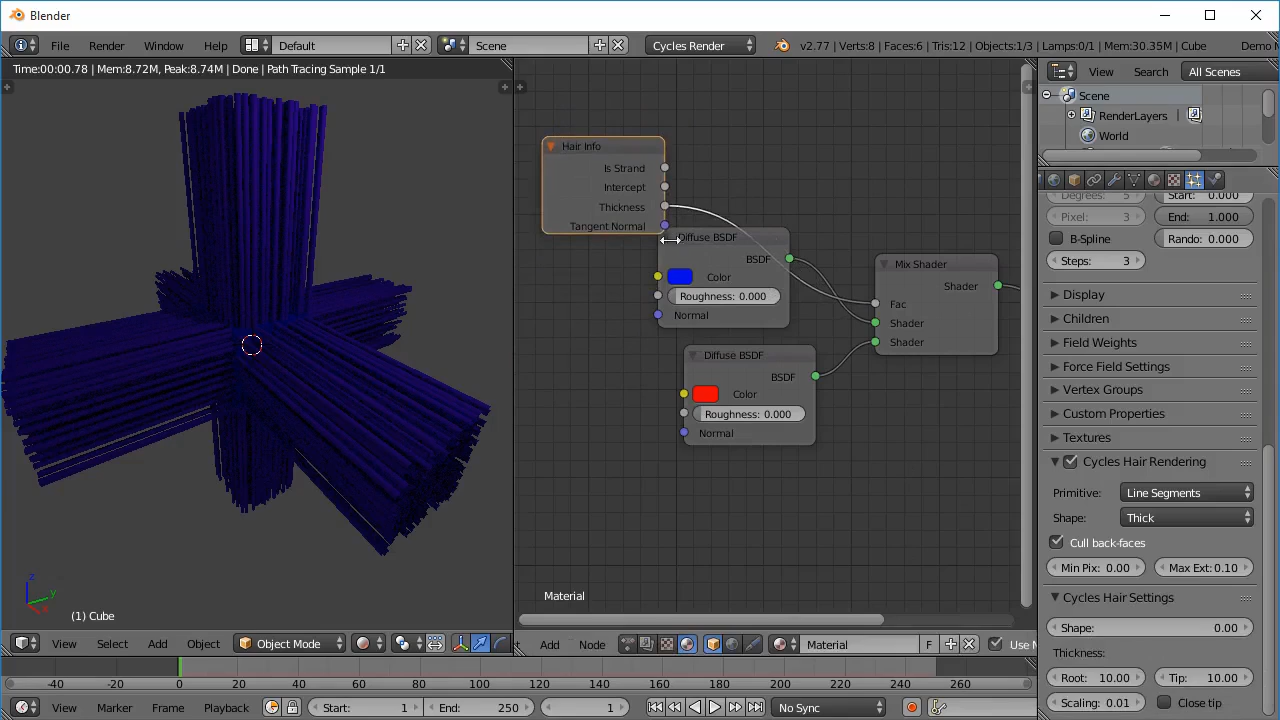 Blender
File Render Window Help Default Scene Cycles Render v2.77 | Verts:8 | Faces:6 | Tris:12 | Objects:1/3 | Lamps:0/1 | Mem:30.35M | Cube Demo
Time:00:00.78 | Mem:8.72M, Peak:8.74M | Done | Path Tracing Sample 1/1
View Search All Scenes
Scene
RenderLayers |
World
Hair Info
Is Strand
Intercept
Thickness
Tangent Normal
Diffuse BSDF
BSDF
Color
Roughness: 0.000
Normal
Diffuse BSDF
BSDF
Color
Roughness: 0.000
Normal
Mix Shader
Shader
Fac
Shader
Shader
Material
Degrees: 5 Start: 0.000
Pixel: 3 End: 1.000
B-Spline Rando: 0.000
Steps: 3
Display
Children
Field Weights
Force Field Settings
Vertex Groups
Custom Properties
Textures
Cycles Hair Rendering
Primitive: Line Segments
Shape: Thick
Cull back-faces
Min Pix: 0.00 Max Ext: 0.10
Cycles Hair Settings
Shape: 0.00
Thickness:
Root: 10.00 Tip: 10.00
Scaling: 0.01 Close tip
z
y
x
(1) Cube
View Select Add Object Object Mode
Add Node Material F Use
-40 -20 0 20 40 60 80 100 120 140 160 180 200 220 240 260
View Marker Frame Playback Start: 1 End: 250 1 No Sync